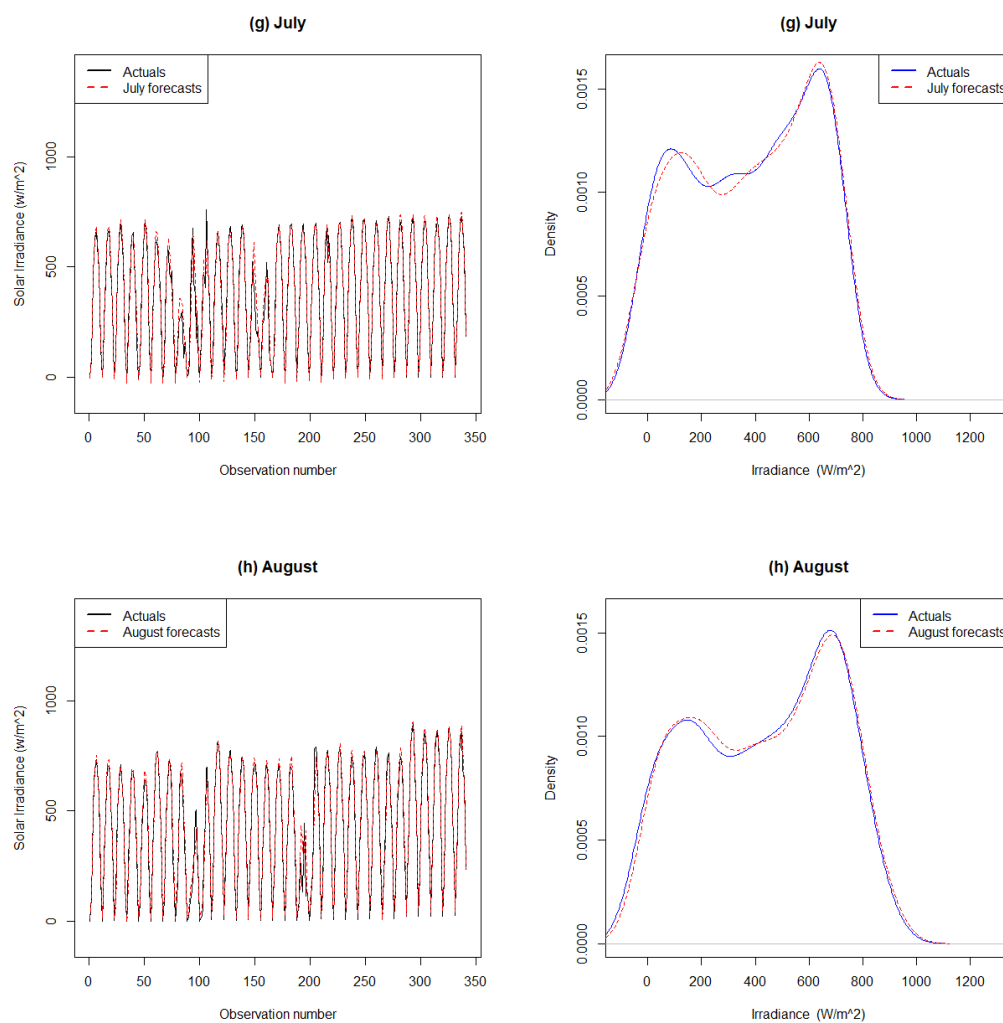 (g) July
Actuals
July forecasts
Solar Irradiance (w/m^2)
0 500 1000
0 50 100 150 200 250 300 350
Observation number
(g) July
Actuals
July forecasts
Density
0.0000 0.0005 0.0010 0.0015
0 200 400 600 800 1000 1200
Irradiance (W/m^2)
(h) August
Actuals
August forecasts
Solar Irradiance (w/m^2)
0 500 1000
0 50 100 150 200 250 300 350
Observation number
(h) August
Actuals
August forecasts
Density
0.0000 0.0005 0.0010 0.0015
0 200 400 600 800 1000 1200
Irradiance (W/m^2)